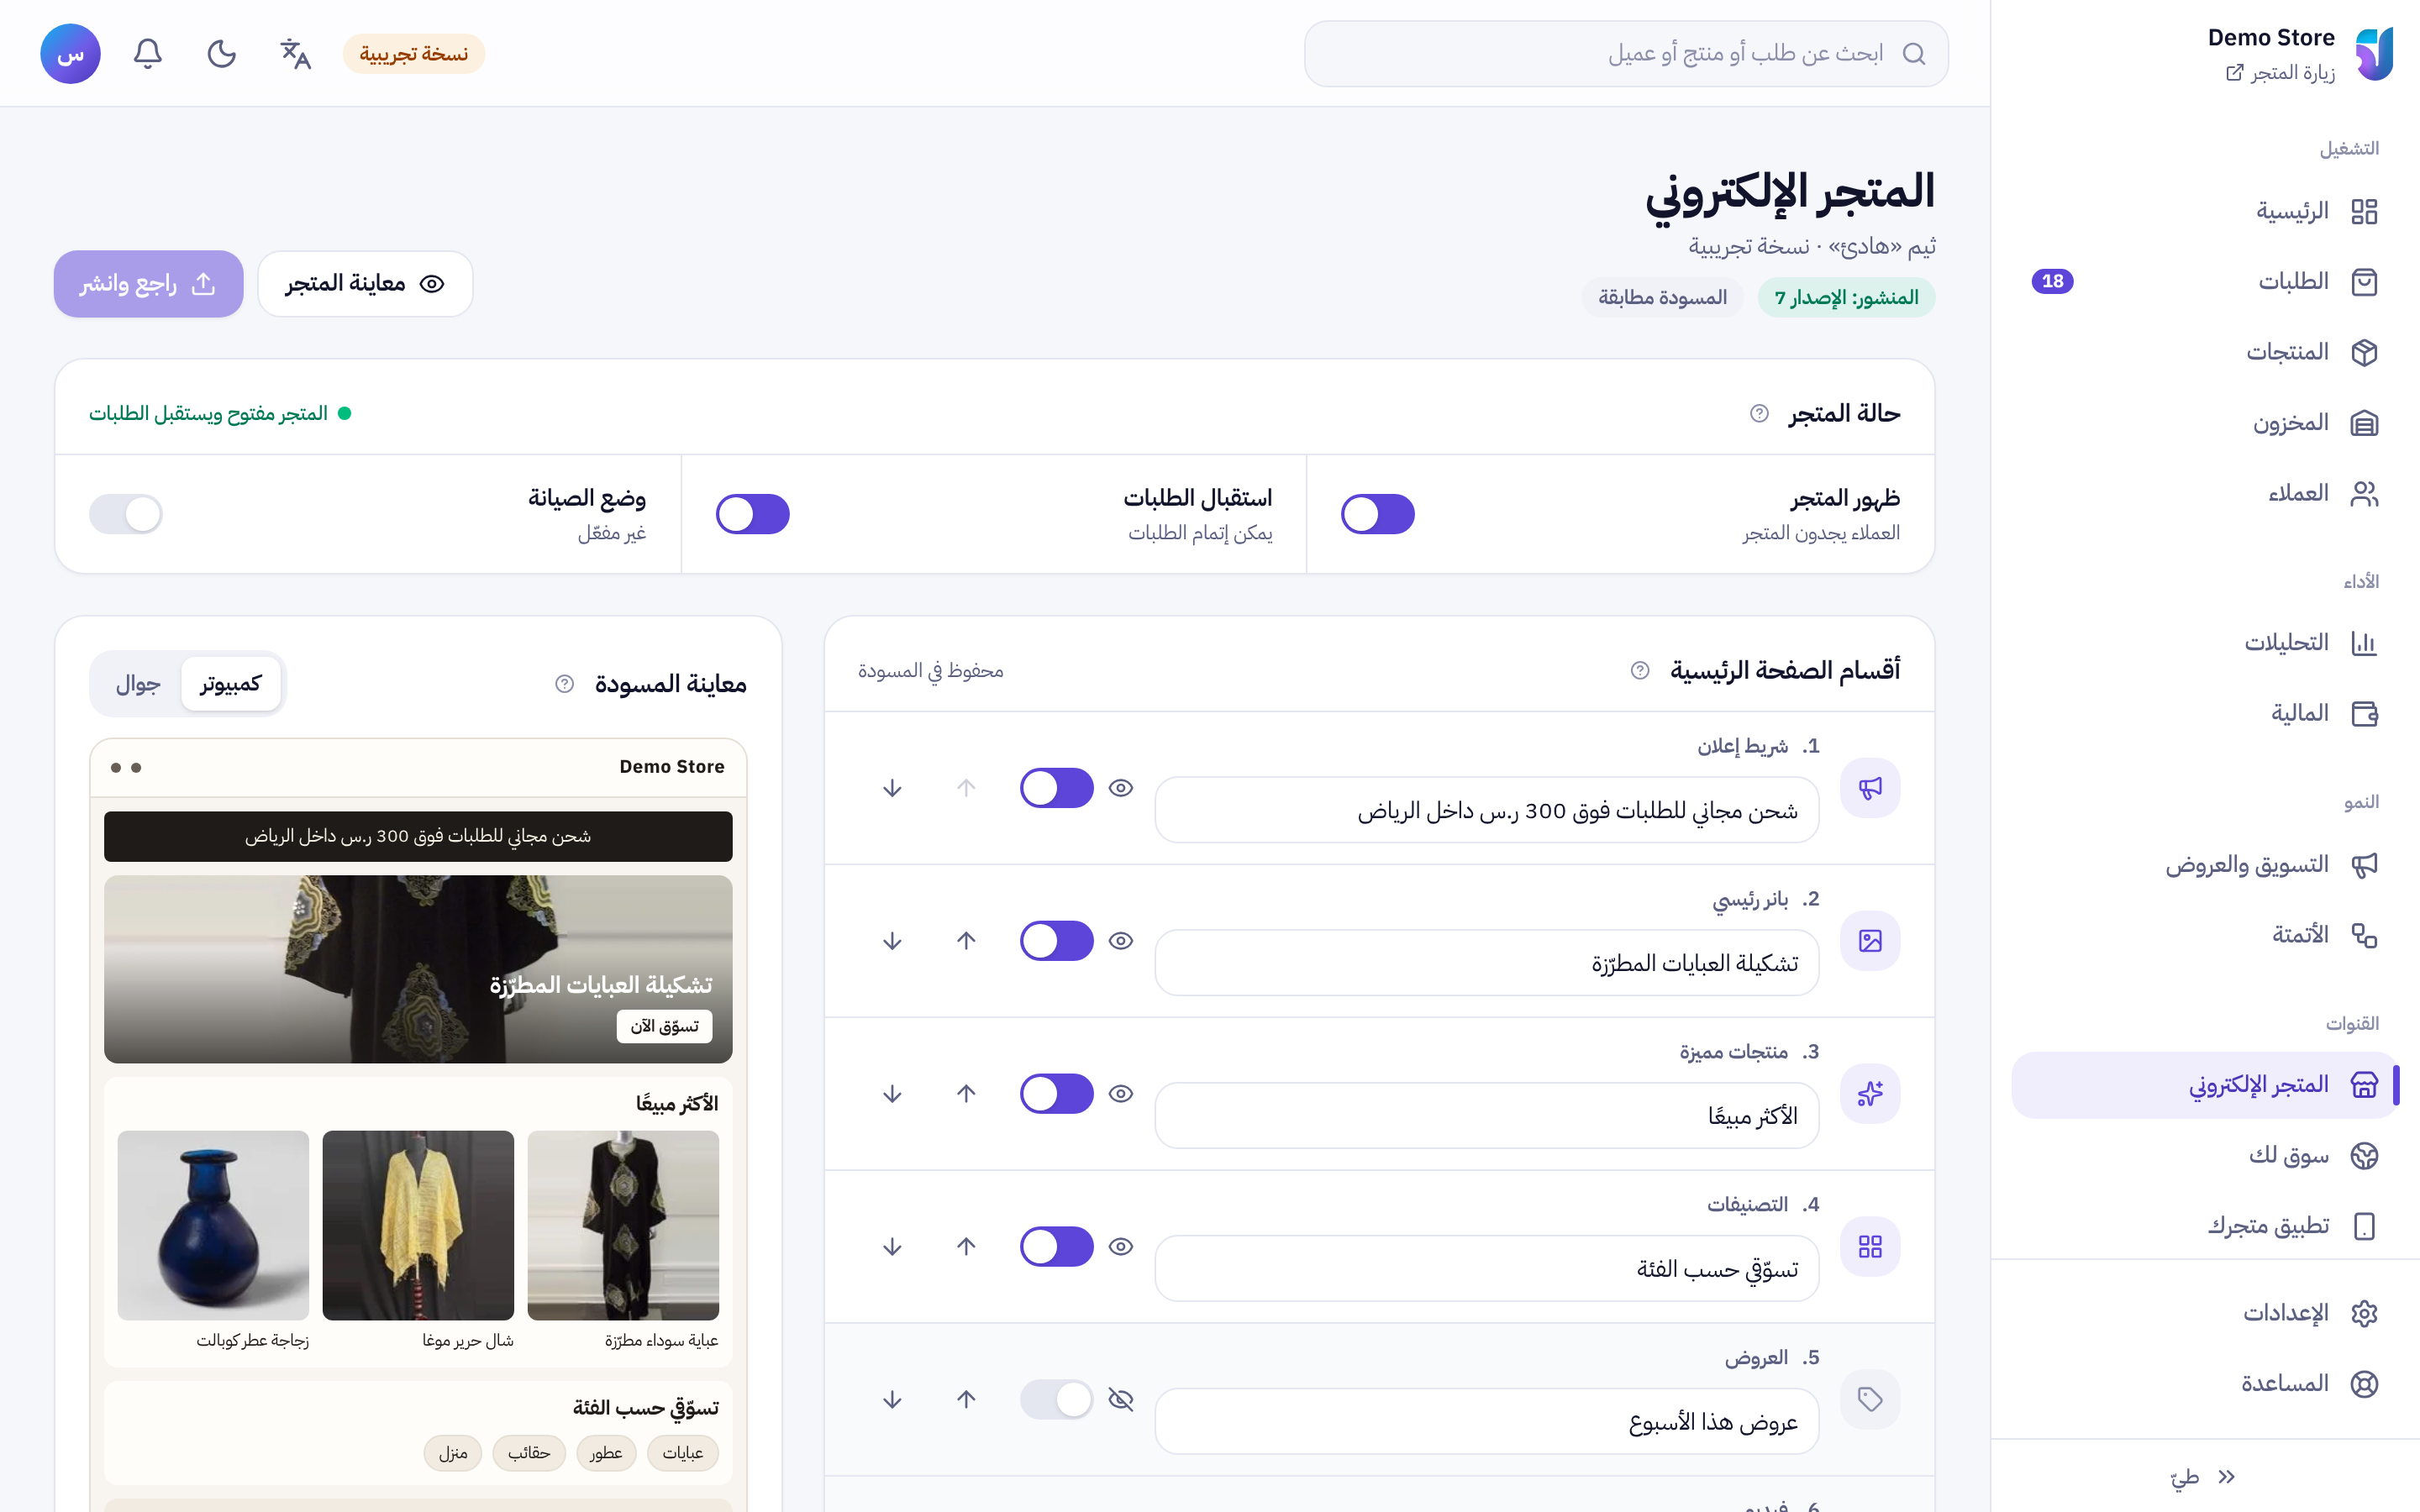 Demo Store
زيارة المتجر
التشغيل
الرئيسية
الطلبات
18
المنتجات
المخزون
العملاء
الأداء
التحليلات
المالية
النمو
التسويق والعروض
الأتمتة
القنوات
المتجر الإلكتروني
سوق لك
تطبيق متجرك
الإعدادات
المساعدة
طيّ
ابحث عن طلب أو منتج أو عميل
نسخة تجريبية
س
المتجر الإلكتروني
ثيم «هادئ» · نسخة تجريبية
المنشور: الإصدار 7
المسودة مطابقة
معاينة المتجر
راجع وانشر
حالة المتجر
المتجر مفتوح ويستقبل الطلبات
ظهور المتجر
العملاء يجدون المتجر
استقبال الطلبات
يمكن إتمام الطلبات
وضع الصيانة
غير مفعّل
أقسام الصفحة الرئيسية
محفوظ في المسودة
1. شريط إعلان
شحن مجاني للطلبات فوق 300 ر.س داخل الرياض
2. بانر رئيسي
تشكيلة العبايات المطرّزة
3. منتجات مميزة
الأكثر مبيعًا
4. التصنيفات
تسوّقي حسب الفئة
5. العروض
عروض هذا الأسبوع
6. فيديو
معاينة المسودة
كمبيوتر
جوال
Demo Store
شحن مجاني للطلبات فوق 300 ر.س داخل الرياض
تشكيلة العبايات المطرّزة
تسوّق الآن
الأكثر مبيعًا
عباية سوداء مطرّزة
شال حرير موغا
زجاجة عطر كوبالت
تسوّقي حسب الفئة
عبايات
عطور
حقائب
منزل